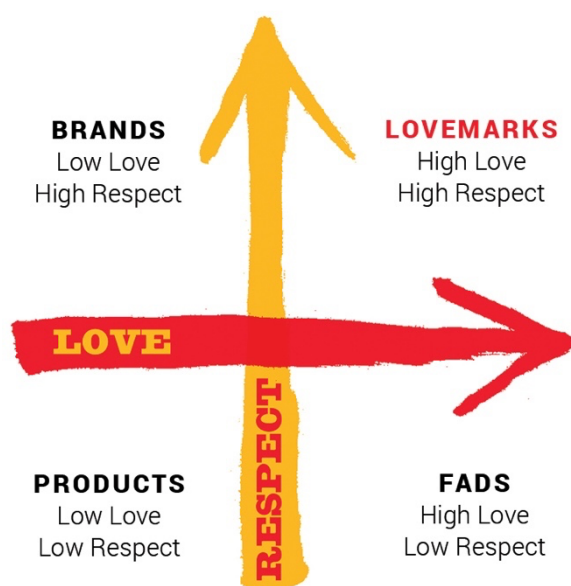 BRANDS
Low Love
High Respect
LOVEMARKS
High Love
High Respect
LOVE
RESPECT
PRODUCTS
Low Love
Low Respect
FADS
High Love
Low Respect